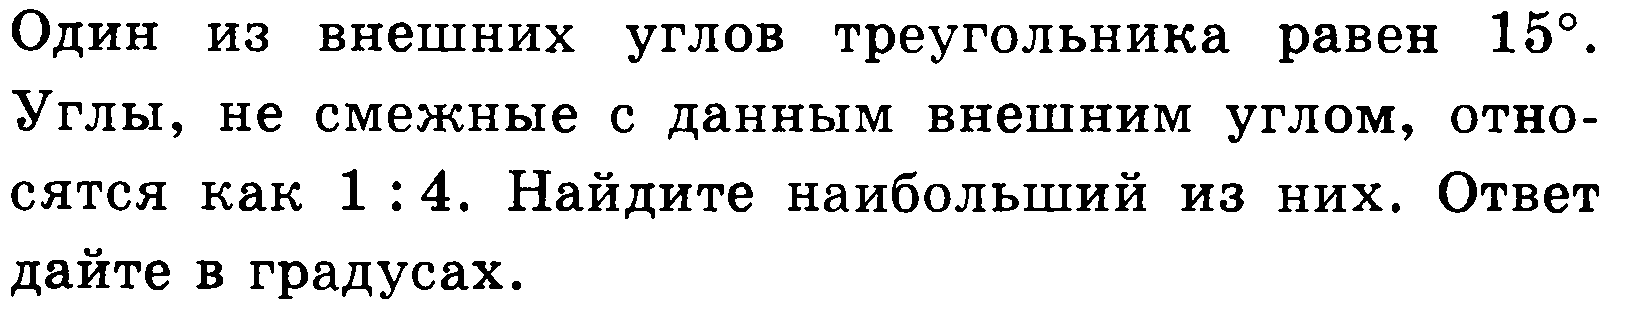 Один из внешних углов треугольника равен 15°.
Углы, не смежные с данным внешним углом, отно-
сятся как 1 : 4. Найдите наибольший из них. Ответ
дайте в градусах.